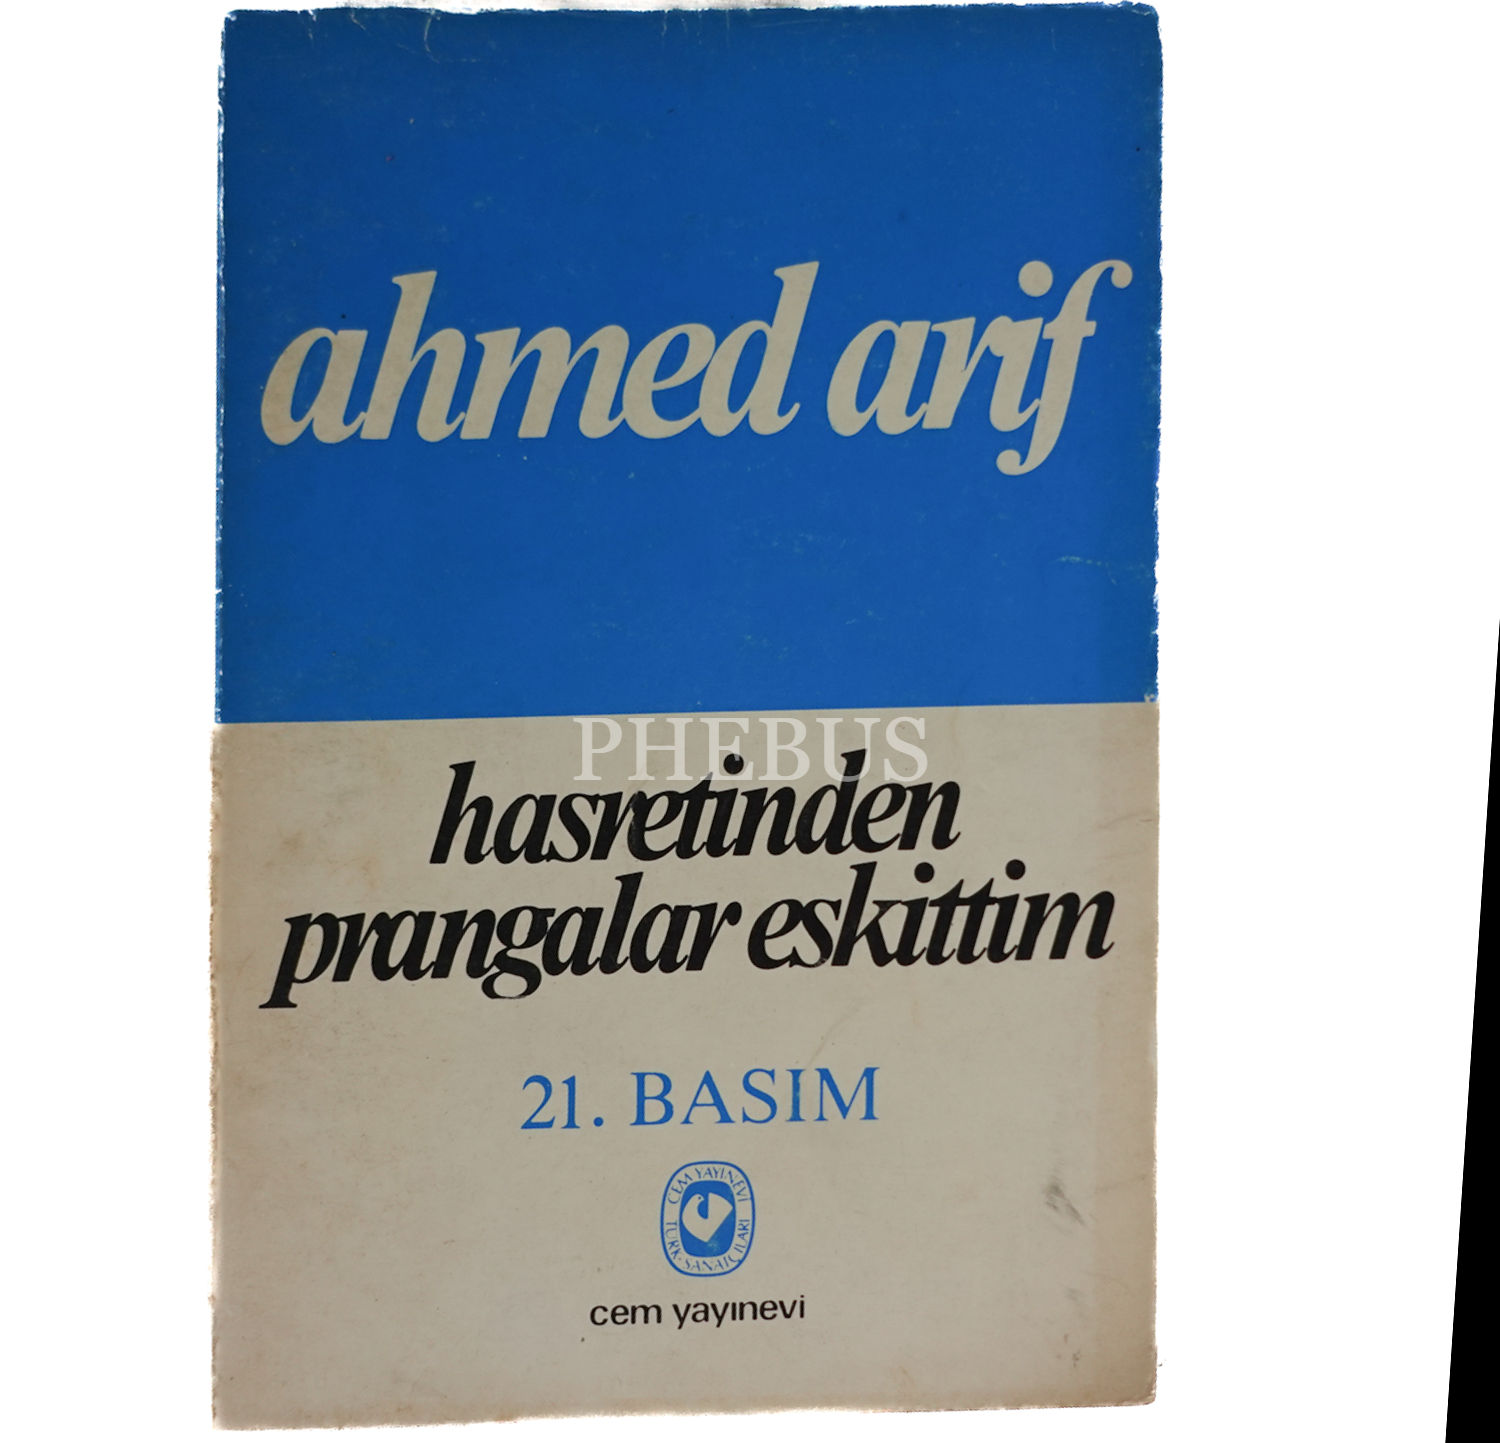 ahmed arif
PHEBUS
hasretinden
prangalar eskittim
21. BASIM
CEM YAYINEVİ
TÜRK SANATÇILARI
cem yayınevi